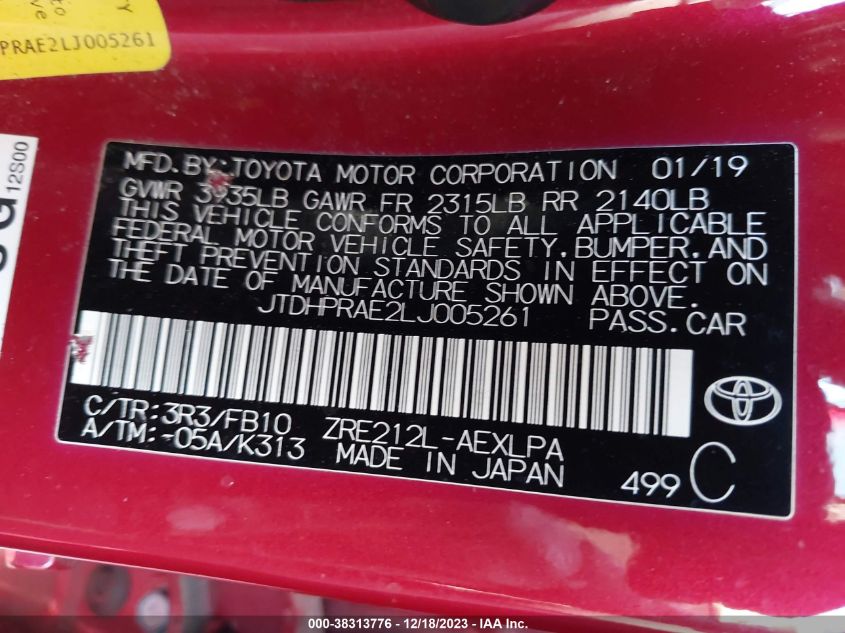 PRAE2LJ005261
12S00
MFD.BY:TOYOTA MOTOR CORPORATION 01/19
GVWR 3935LB GAWR FR 2315LB RR 2140LB
THIS VEHICLE CONFORMS TO ALL APPLICABLE
FEDERAL MOTOR VEHICLE SAFETY,BUMPER,AND
THEFT PREVENTION STANDARDS IN EFFECT ON
THE DATE OF MANUFACTURE SHOWN ABOVE.
JTDHPRAE2LJ005261 PASS.CAR
C/TR:3R3/FB10 ZRE212L-AEXLPA
A/TM:-05A/K313 MADE IN JAPAN
499 C
000-38313776 - 12/18/2023 - IAA Inc.